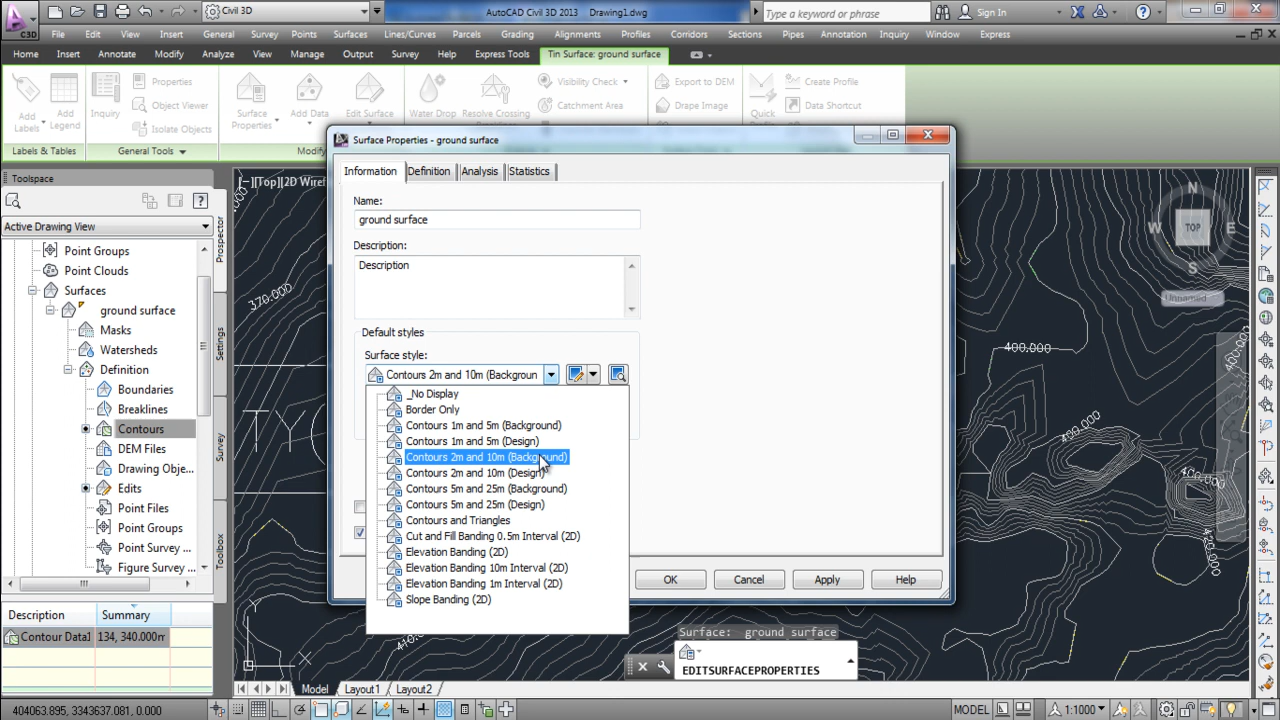 Civil 3D
AutoCAD Civil 3D 2013 Drawing1.dwg
Type a keyword or phrase
Sign In
C3D
File Edit View Insert General Survey Points Surfaces Lines/Curves Parcels Grading Alignments Profiles Corridors Sections Pipes Annotation Inquiry Window Express
Home Insert Annotate Modify Analyze View Manage Output Survey Help Express Tools Tin Surface: ground surface
Add Labels
Add Legend
Inquiry
Properties
Object Viewer
Isolate Objects
Surface Properties
Add Data
Edit Surface
Water Drop
Resolve Crossing
Visibility Check
Catchment Area
Export to DEM
Drape Image
Quick
Create Profile
Data Shortcut
Labels & Tables
General Tools
Modify
Surface Properties - ground surface
Information Definition Analysis Statistics
Name:
ground surface
Description:
Description
Default styles
Surface style:
Contours 2m and 10m (Backgroun
_No Display
Border Only
Contours 1m and 5m (Background)
Contours 1m and 5m (Design)
Contours 2m and 10m (Background)
Contours 2m and 10m (Design)
Contours 5m and 25m (Background)
Contours 5m and 25m (Design)
Contours and Triangles
Cut and Fill Banding 0.5m Interval (2D)
Elevation Banding (2D)
Elevation Banding 10m Interval (2D)
Elevation Banding 1m Interval (2D)
Slope Banding (2D)
OK Cancel Apply Help
Toolspace
Active Drawing View
Point Groups
Point Clouds
Surfaces
ground surface
Masks
Watersheds
Definition
Boundaries
Breaklines
Contours
DEM Files
Drawing Obje...
Edits
Point Files
Point Groups
Point Survey ...
Figure Survey ...
Prospector
Settings
Survey
Toolbox
Description Summary
Contour Data1 134, 340.000m
[−][Top][2D Wirefr
370.000
TYC
410.0
400.000
460.000
420.000
400.00
N
W TOP E
S
Unnamed
X
Surface: ground surface
EDITSURFACEPROPERTIES
Model Layout1 Layout2
404063.895, 3343637.081, 0.000
MODEL
1:1000